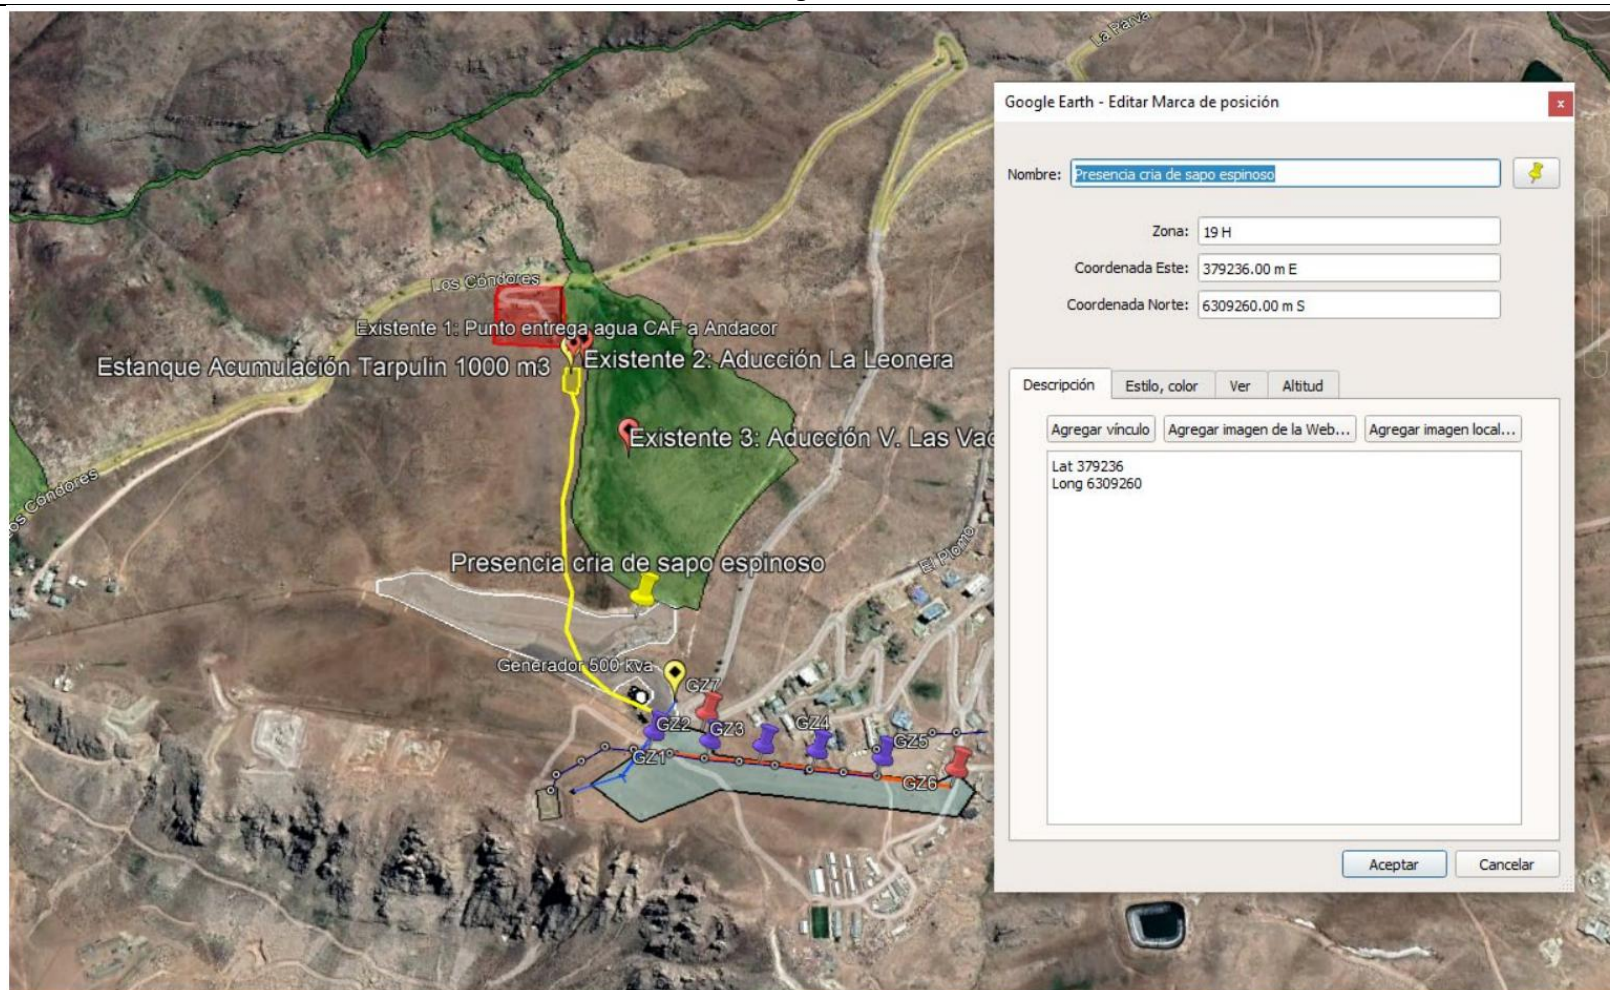 La Parva
Google Earth - Editar Marca de posición
x
Nombre: Presencia cria de sapo espinoso
Zona: 19 H
Coordenada Este: 379236.00 m E
Coordenada Norte: 6309260.00 m S
Los Cóndores
Existente 1: Punto entrega agua CAF a Andacor
Estanque Acumulación Tarpulin 1000 m3
Existente 2: Aducción La Leonera
Descripción Estilo, color Ver Altitud
Agregar vínculo Agregar imagen de la Web... Agregar imagen local...
Existente 3: Aducción V. Las Vac
Lat 379236
Long 6309260
Los Cóndores
El Plomo
Presencia cria de sapo espinoso
Generador 500 kva
GZ7
GZ2 GZ3 GZ4
GZ5
GZ1
GZ6
Aceptar Cancelar